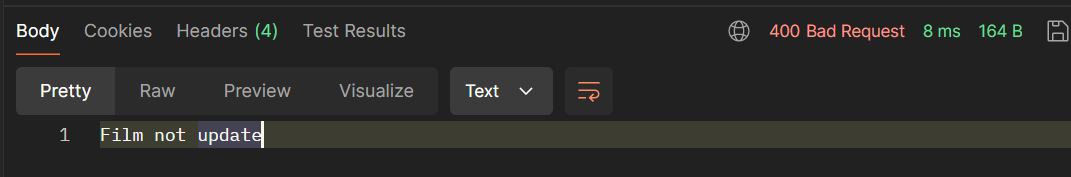 Body Cookies Headers (4) Test Results 400 Bad Request 8 ms 164 B
Pretty Raw Preview Visualize Text
1 Film not update